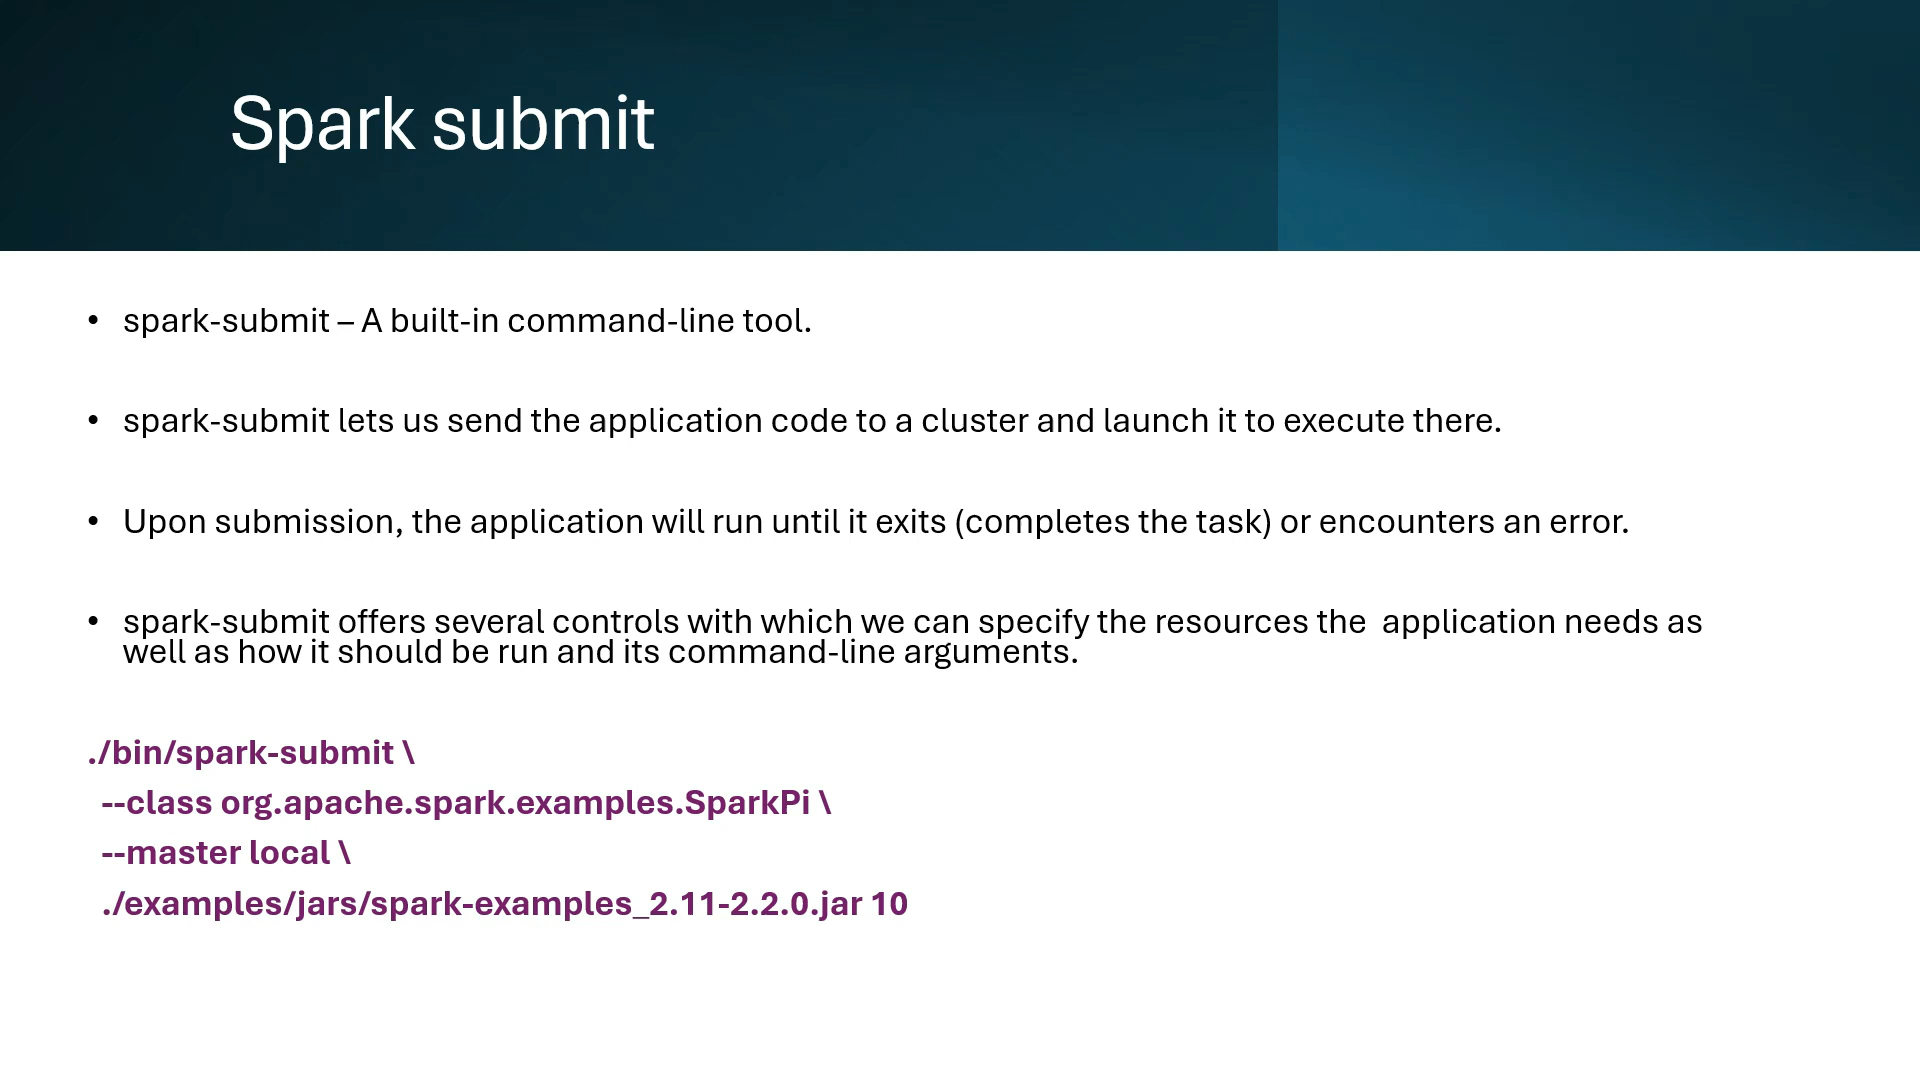 Spark submit
• spark-submit – A built-in command-line tool.
• spark-submit lets us send the application code to a cluster and launch it to execute there.
• Upon submission, the application will run until it exits (completes the task) or encounters an error.
• spark-submit offers several controls with which we can specify the resources the  application needs as
well as how it should be run and its command-line arguments.
./bin/spark-submit \
--class org.apache.spark.examples.SparkPi \
--master local \
./examples/jars/spark-examples_2.11-2.2.0.jar 10